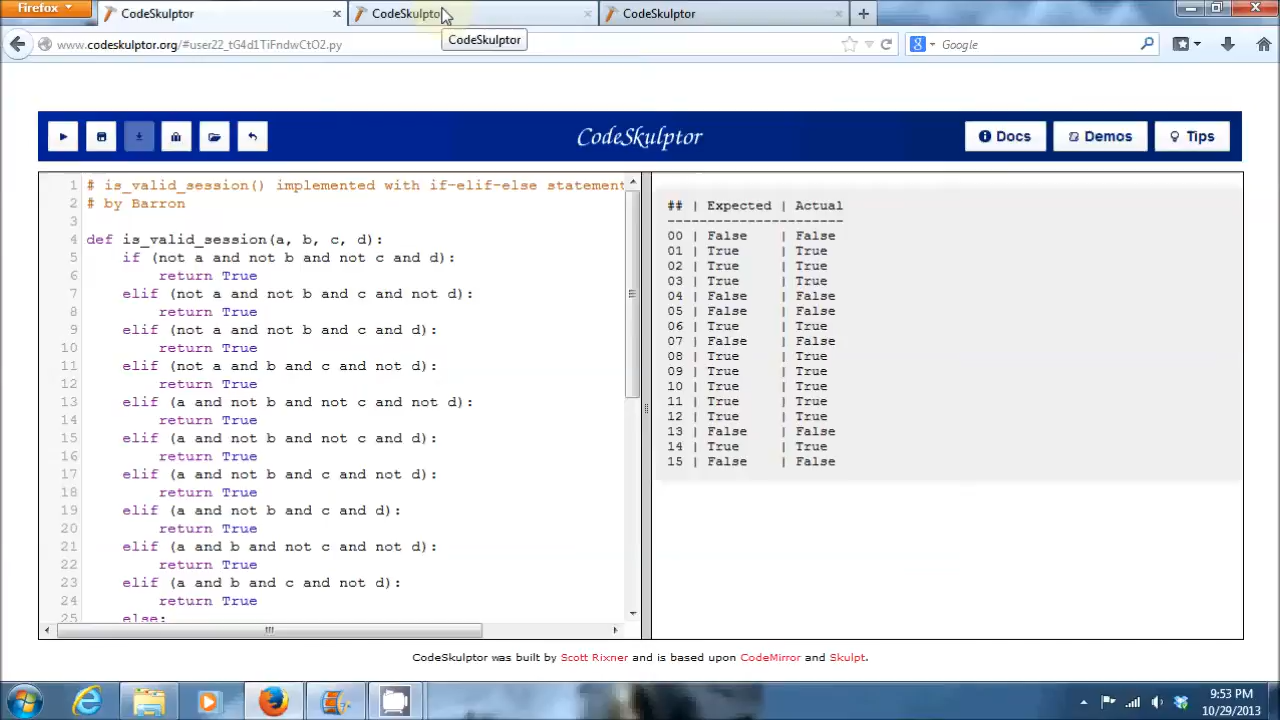 Firefox
CodeSkulptor
CodeSkulpto
CodeSkulptor
CodeSkulptor
www.codeskulptor.org/#user22_tG4d1TiFndwCtO2.py
Google
CodeSkulptor
Docs
Demos
Tips
1 # is_valid_session() implemented with if-elif-else statement
2 # by Barron
3
4 def is_valid_session(a, b, c, d):
5 if (not a and not b and not c and d):
6 return True
7 elif (not a and not b and c and not d):
8 return True
9 elif (not a and not b and c and d):
10 return True
11 elif (not a and b and c and not d):
12 return True
13 elif (a and not b and not c and not d):
14 return True
15 elif (a and not b and not c and d):
16 return True
17 elif (a and not b and c and not d):
18 return True
19 elif (a and not b and c and d):
20 return True
21 elif (a and b and not c and not d):
22 return True
23 elif (a and b and c and not d):
24 return True
25 else:
## | Expected | Actual
-----------------------
00 | False | False
01 | True | True
02 | True | True
03 | True | True
04 | False | False
05 | False | False
06 | True | True
07 | False | False
08 | True | True
09 | True | True
10 | True | True
11 | True | True
12 | True | True
13 | False | False
14 | True | True
15 | False | False
CodeSkulptor was built by Scott Rixner and is based upon CodeMirror and Skulpt.
9:53 PM
10/29/2013